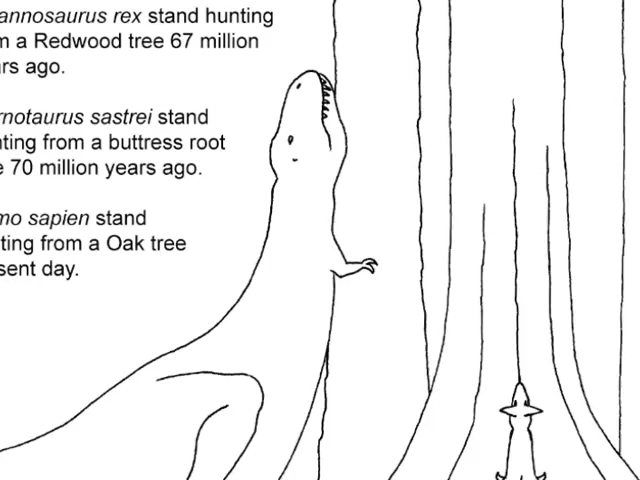 annosaurus rex stand hunting
m a Redwood tree 67 million
ars ago.
rnotaurus sastrei stand
nting from a buttress root
e 70 million years ago.
mo sapien stand
ting from a Oak tree
sent day.